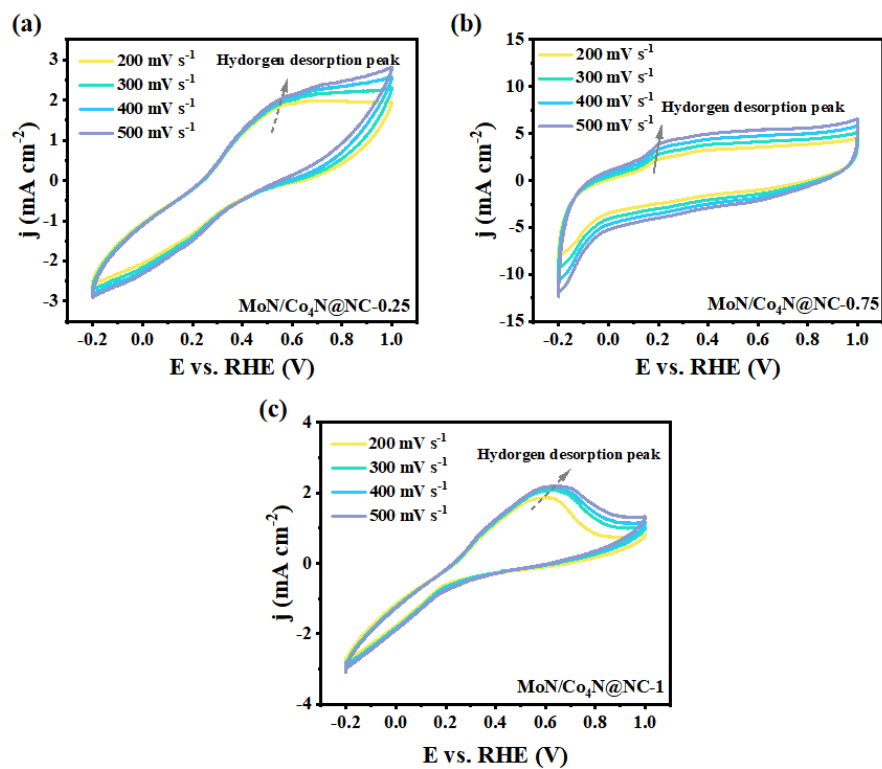 (a)
200 mV s⁻¹
300 mV s⁻¹
400 mV s⁻¹
500 mV s⁻¹
Hydorgen desorption peak
MoN/Co₄N@NC-0.25
j (mA cm⁻²)
3
2
1
0
-1
-2
-3
-0.2 0.0 0.2 0.4 0.6 0.8 1.0
E vs. RHE (V)
(b)
200 mV s⁻¹
300 mV s⁻¹
400 mV s⁻¹
500 mV s⁻¹
Hydorgen desorption peak
MoN/Co₄N@NC-0.75
j (mA cm⁻²)
15
10
5
0
-5
-10
-15
-0.2 0.0 0.2 0.4 0.6 0.8 1.0
E vs. RHE (V)
(c)
200 mV s⁻¹
300 mV s⁻¹
400 mV s⁻¹
500 mV s⁻¹
Hydorgen desorption peak
MoN/Co₄N@NC-1
j (mA cm⁻²)
4
2
0
-2
-4
-0.2 0.0 0.2 0.4 0.6 0.8 1.0
E vs. RHE (V)